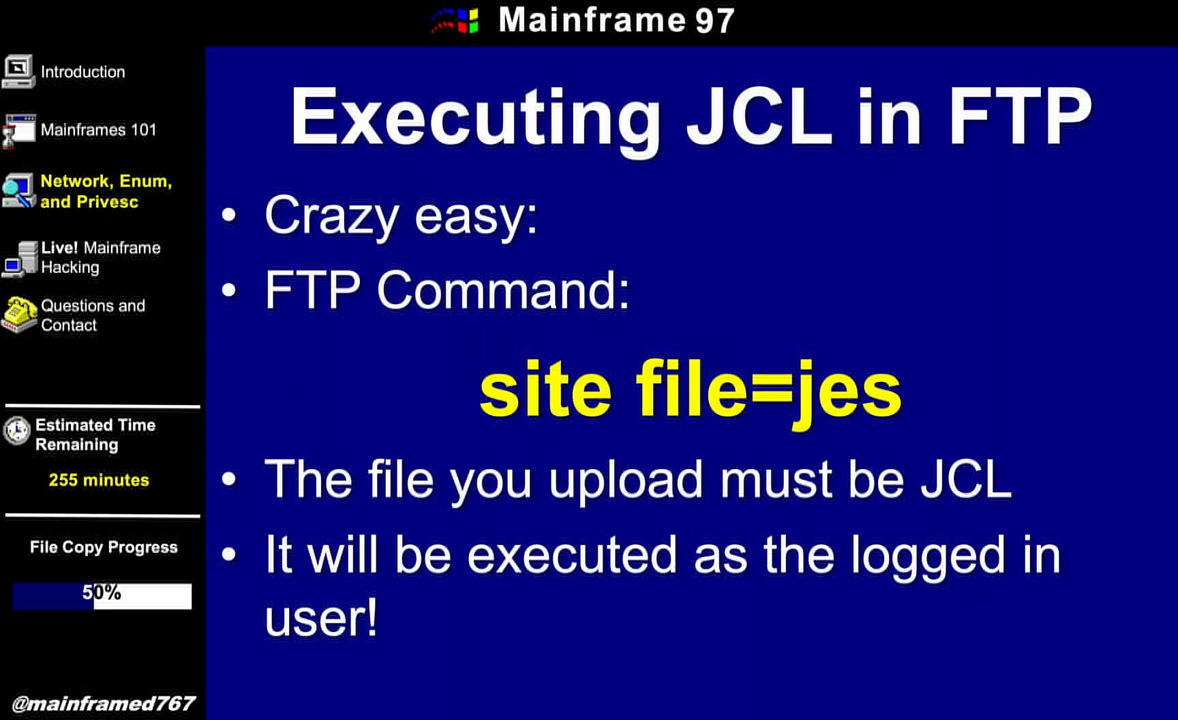 Mainframe 97
Introduction
Mainframes 101
Network, Enum,
and Privesc
Live! Mainframe
Hacking
Questions and
Contact
Estimated Time
Remaining
255 minutes
File Copy Progress
50%
@mainframed767
Executing JCL in FTP
• Crazy easy:
• FTP Command:
site file=jes
• The file you upload must be JCL
• It will be executed as the logged in
user!